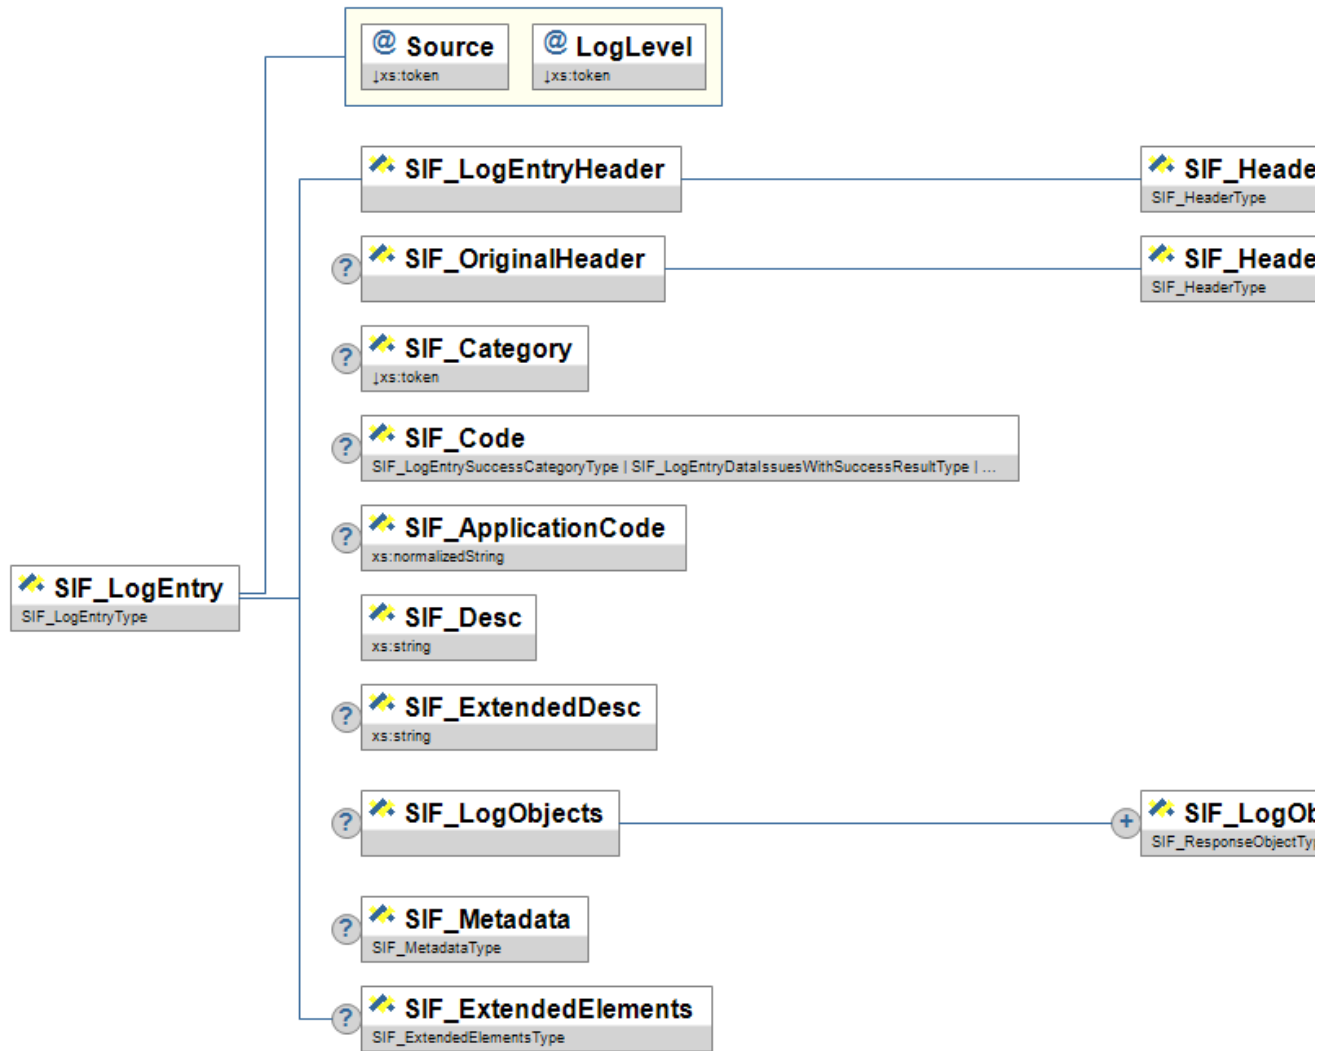 @ Source
↓xs:token
@ LogLevel
↓xs:token
SIF_LogEntryHeader
SIF_Heade
SIF_HeaderType
? SIF_OriginalHeader
SIF_Heade
SIF_HeaderType
? SIF_Category
↓xs:token
? SIF_Code
SIF_LogEntrySuccessCategoryType | SIF_LogEntryDataIssuesWithSuccessResultType | ...
? SIF_ApplicationCode
xs:normalizedString
SIF_LogEntry
SIF_LogEntryType
SIF_Desc
xs:string
? SIF_ExtendedDesc
xs:string
? SIF_LogObjects
+ SIF_LogOb
SIF_ResponseObjectTy
? SIF_Metadata
SIF_MetadataType
? SIF_ExtendedElements
SIF_ExtendedElementsType